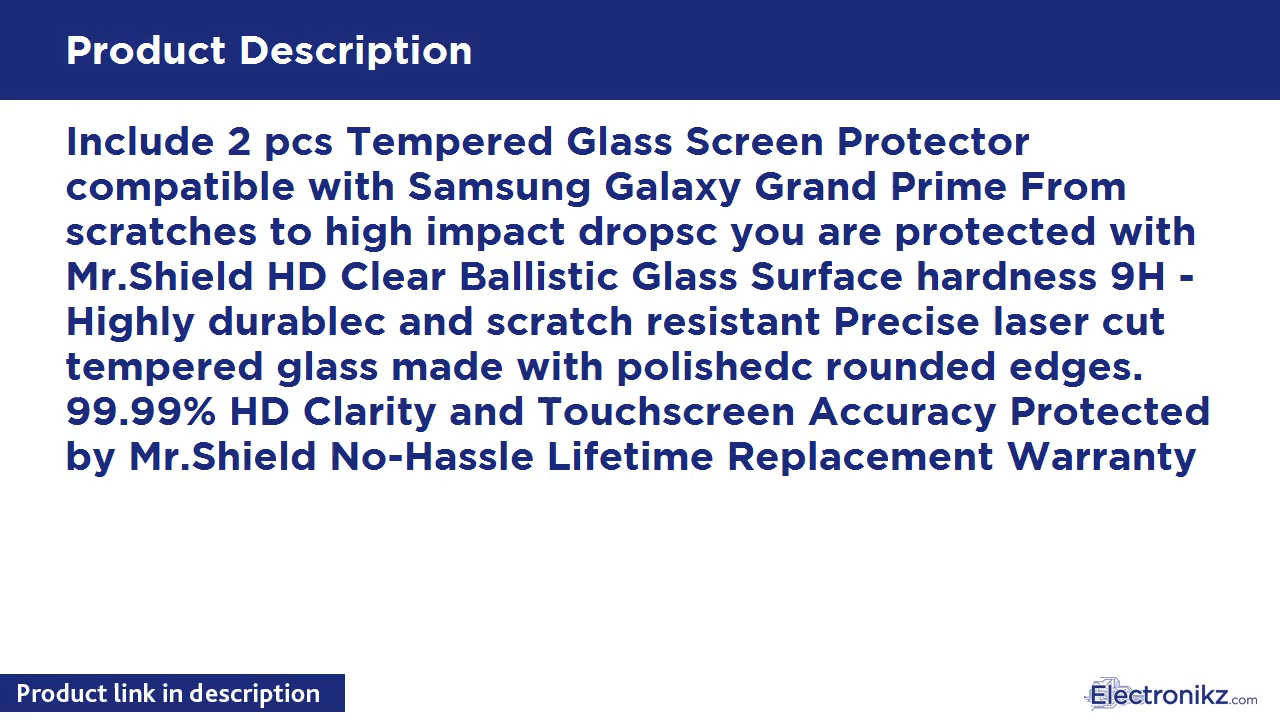 Product Description
Include 2 pcs Tempered Glass Screen Protector
compatible with Samsung Galaxy Grand Prime From
scratches to high impact dropsc you are protected with
Mr.Shield HD Clear Ballistic Glass Surface hardness 9H -
Highly durablec and scratch resistant Precise laser cut
tempered glass made with polishedc rounded edges.
99.99% HD Clarity and Touchscreen Accuracy Protected
by Mr.Shield No-Hassle Lifetime Replacement Warranty
Product link in description
Electronikz.com